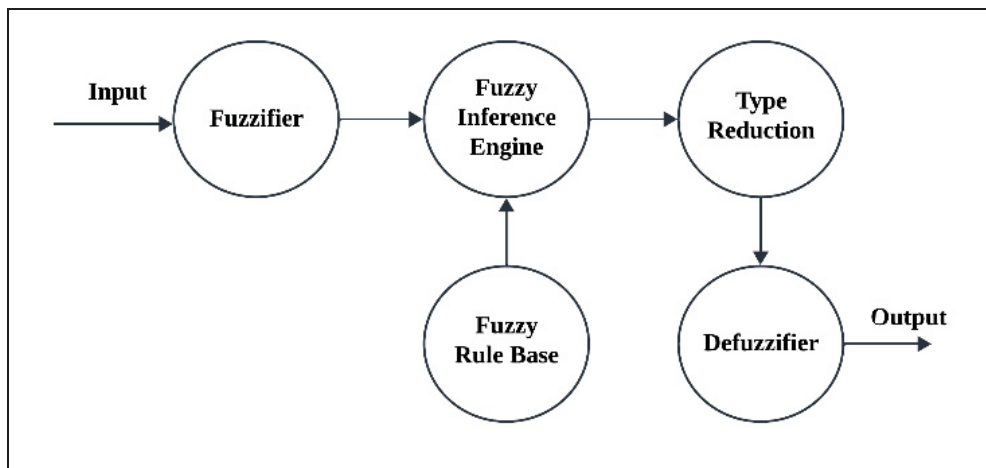 Input
Fuzzifier
Fuzzy
Inference
Engine
Type
Reduction
Fuzzy
Rule Base
Defuzzifier
Output